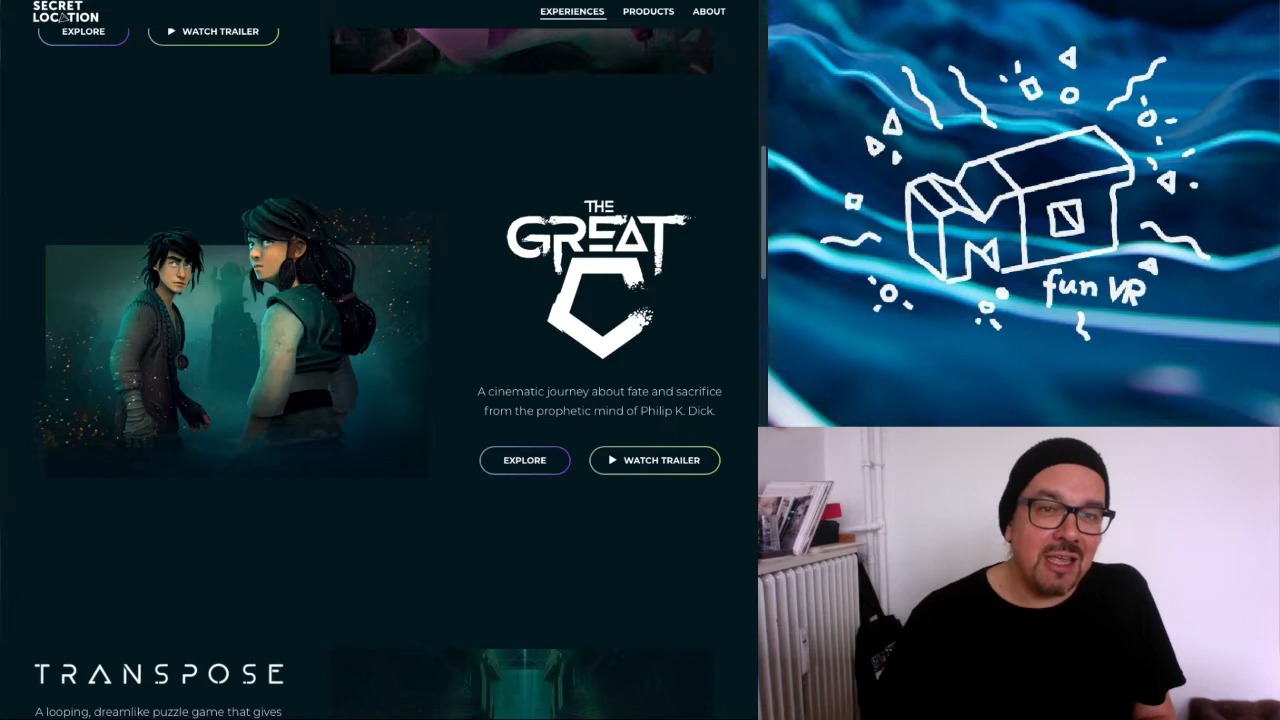 SECRET
LOCATION
EXPERIENCES
PRODUCTS
ABOUT
EXPLORE
WATCH TRAILER
THE
GREAT
C
A cinematic journey about fate and sacrifice
from the prophetic mind of Philip K. Dick.
EXPLORE
WATCH TRAILER
TRANSPOSE
A looping, dreamlike puzzle game that gives
fun VR